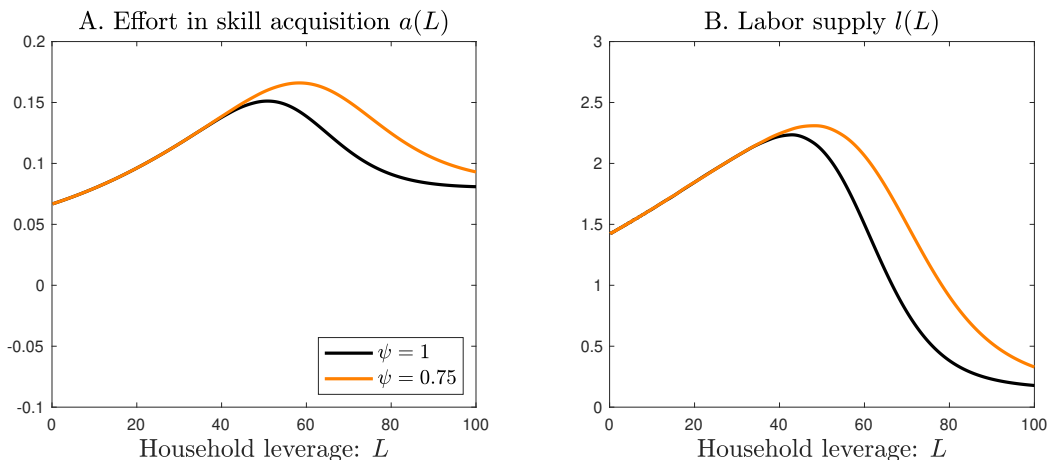 A. Effort in skill acquisition a(L)
0.2
0.15
0.1
0.05
0
-0.05
-0.1
ψ = 1
ψ = 0.75
0 20 40 60 80 100
Household leverage: L
B. Labor supply l(L)
3
2.5
2
1.5
1
0.5
0
0 20 40 60 80 100
Household leverage: L